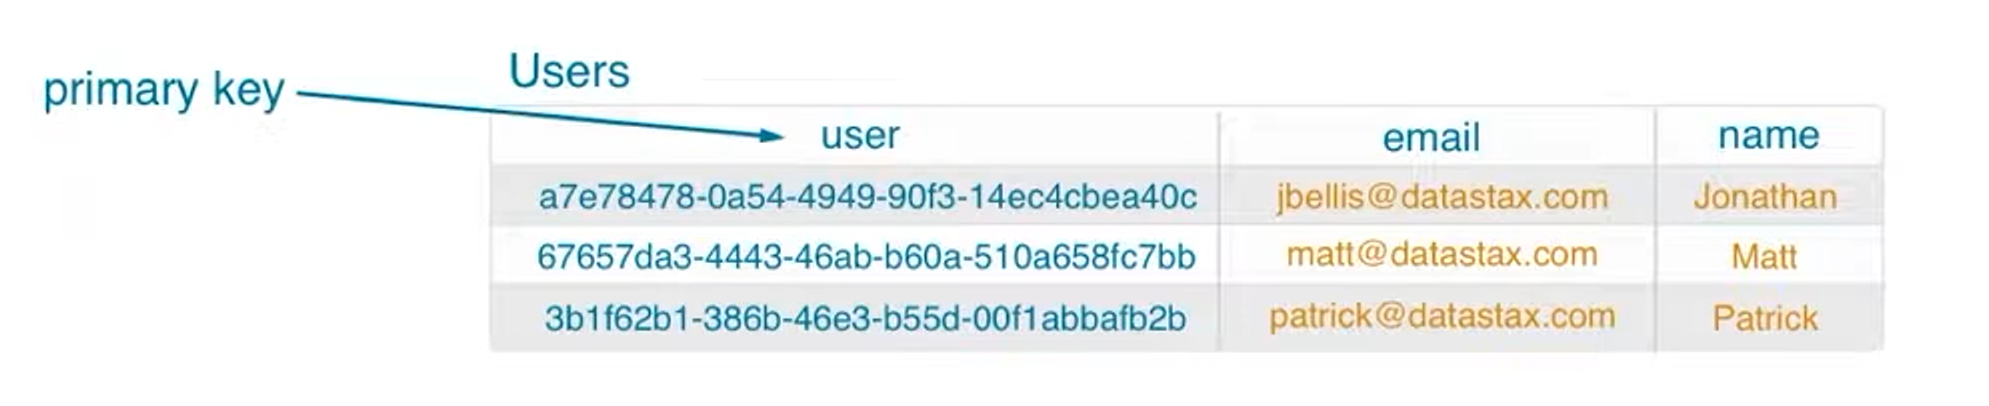 primary key
Users
user email name
a7e78478-0a54-4949-90f3-14ec4cbea40c jbellis@datastax.com Jonathan
67657da3-4443-46ab-b60a-510a658fc7bb matt@datastax.com Matt
3b1f62b1-386b-46e3-b55d-00f1abbafb2b patrick@datastax.com Patrick